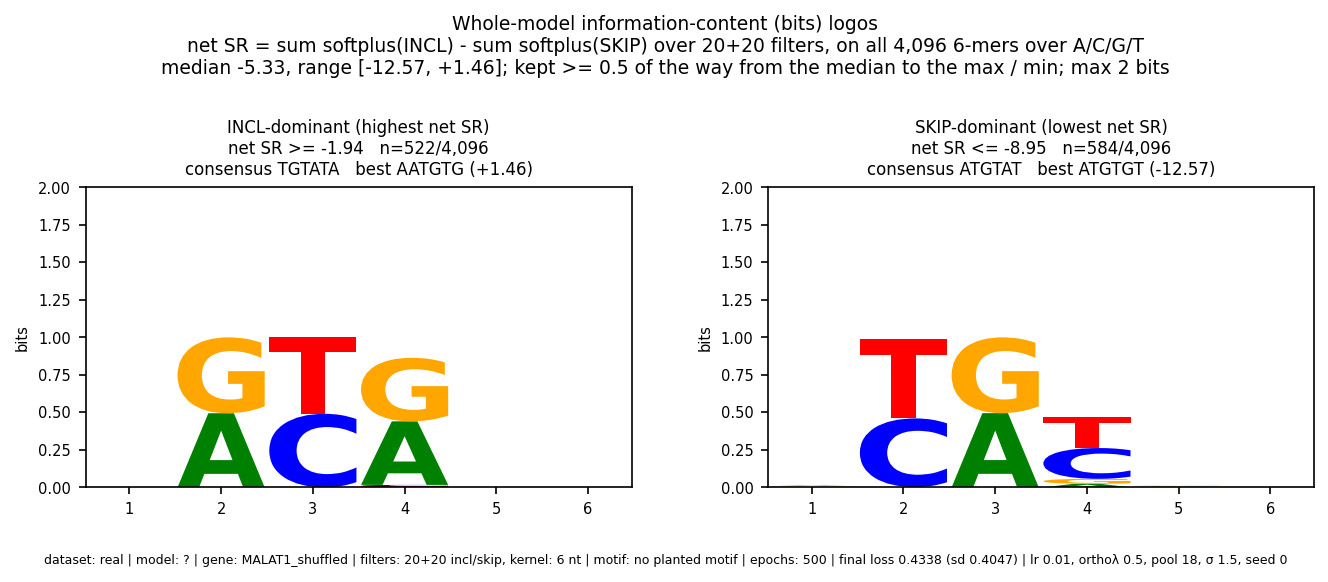 Whole-model information-content (bits) logos
net SR = sum softplus(INCL) - sum softplus(SKIP) over 20+20 filters, on all 4,096 6-mers over A/C/G/T
median -5.33, range [-12.57, +1.46]; kept >= 0.5 of the way from the median to the max / min; max 2 bits
INCL-dominant (highest net SR)
net SR >= -1.94   n=522/4,096
consensus TGTATA   best AATGTG (+1.46)
2.00
1.75
1.50
1.25
1.00
0.75
0.50
0.25
0.00
bits
G T G
A C A
1 2 3 4 5 6
SKIP-dominant (lowest net SR)
net SR <= -8.95   n=584/4,096
consensus ATGTAT   best ATGTGT (-12.57)
2.00
1.75
1.50
1.25
1.00
0.75
0.50
0.25
0.00
bits
T G T
C A C
G
A
1 2 3 4 5 6
dataset: real | model: ? | gene: MALAT1_shuffled | filters: 20+20 incl/skip, kernel: 6 nt | motif: no planted motif | epochs: 500 | final loss 0.4338 (sd 0.4047) | lr 0.01, orthoλ 0.5, pool 18, σ 1.5, seed 0